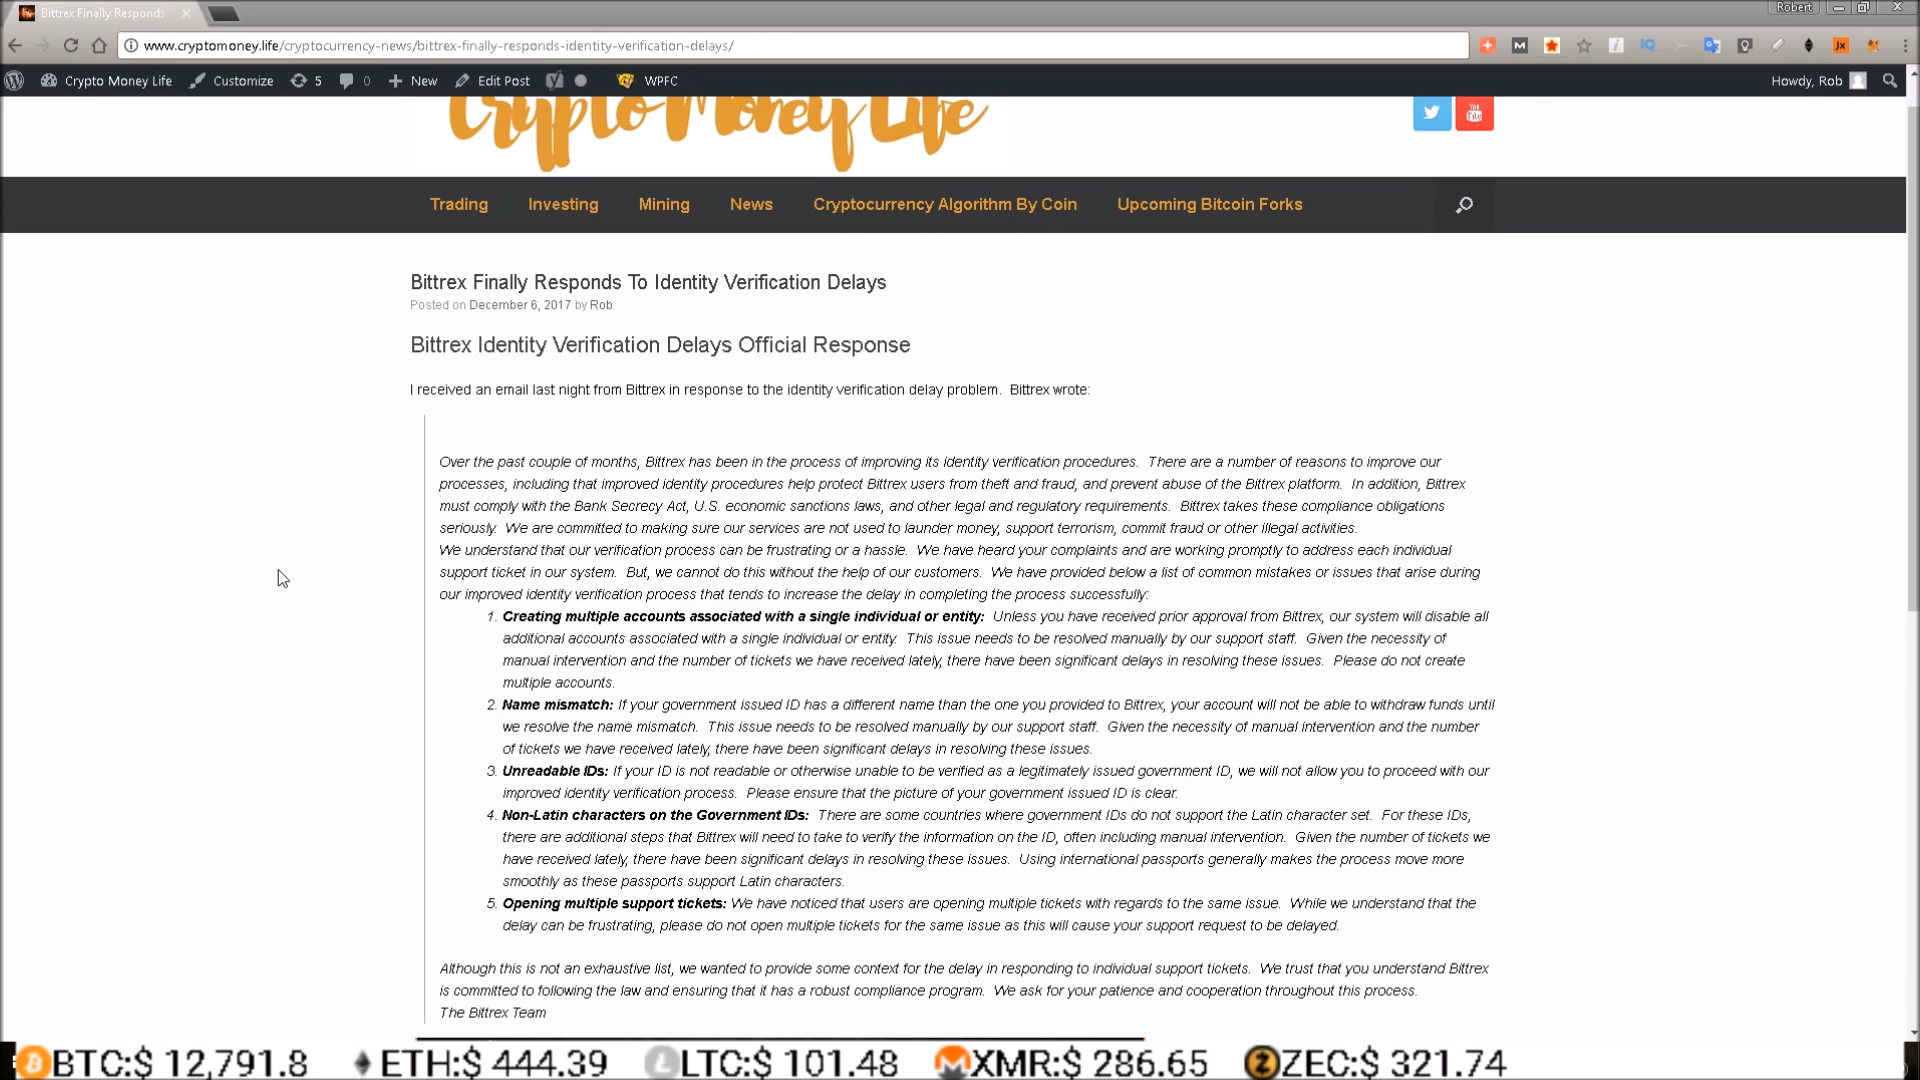 Bittrex Finally Responds
Robert
www.cryptomoney.life/cryptocurrency-news/bittrex-finally-responds-identity-verification-delays/
Crypto Money Life Customize 5 0 New Edit Post WPFC Howdy, Rob
Crypto Money Life
You Tube
Trading Investing Mining News Cryptocurrency Algorithm By Coin Upcoming Bitcoin Forks
Bittrex Finally Responds To Identity Verification Delays
Posted on December 6, 2017 by Rob
Bittrex Identity Verification Delays Official Response
I received an email last night from Bittrex in response to the identity verification delay problem.  Bittrex wrote:
Over the past couple of months, Bittrex has been in the process of improving its identity verification procedures.  There are a number of reasons to improve our
processes, including that improved identity procedures help protect Bittrex users from theft and fraud, and prevent abuse of the Bittrex platform.  In addition, Bittrex
must comply with the Bank Secrecy Act, U.S. economic sanctions laws, and other legal and regulatory requirements.  Bittrex takes these compliance obligations
seriously.  We are committed to making sure our services are not used to launder money, support terrorism, commit fraud or other illegal activities.
We understand that our verification process can be frustrating or a hassle.  We have heard your complaints and are working promptly to address each individual
support ticket in our system.  But, we cannot do this without the help of our customers.  We have provided below a list of common mistakes or issues that arise during
our improved identity verification process that tends to increase the delay in completing the process successfully:
1. Creating multiple accounts associated with a single individual or entity:  Unless you have received prior approval from Bittrex, our system will disable all
additional accounts associated with a single individual or entity.  This issue needs to be resolved manually by our support staff.  Given the necessity of
manual intervention and the number of tickets we have received lately, there have been significant delays in resolving these issues.  Please do not create
multiple accounts.
2. Name mismatch: If your government issued ID has a different name than the one you provided to Bittrex, your account will not be able to withdraw funds until
we resolve the name mismatch.  This issue needs to be resolved manually by our support staff.  Given the necessity of manual intervention and the number
of tickets we have received lately, there have been significant delays in resolving these issues.
3. Unreadable IDs: If your ID is not readable or otherwise unable to be verified as a legitimately issued government ID, we will not allow you to proceed with our
improved identity verification process.  Please ensure that the picture of your government issued ID is clear.
4. Non-Latin characters on the Government IDs:  There are some countries where government IDs do not support the Latin character set.  For these IDs,
there are additional steps that Bittrex will need to take to verify the information on the ID, often including manual intervention.  Given the number of tickets we
have received lately, there have been significant delays in resolving these issues.  Using international passports generally makes the process move more
smoothly as these passports support Latin characters.
5. Opening multiple support tickets: We have noticed that users are opening multiple tickets with regards to the same issue.  While we understand that the
delay can be frustrating, please do not open multiple tickets for the same issue as this will cause your support request to be delayed.
Although this is not an exhaustive list, we wanted to provide some context for the delay in responding to individual support tickets.  We trust that you understand Bittrex
is committed to following the law and ensuring that it has a robust compliance program.  We ask for your patience and cooperation throughout this process.
The Bittrex Team
BTC:$ 12,791.8 ETH:$ 444.39 LTC:$ 101.48 XMR:$ 286.65 ZEC:$ 321.74